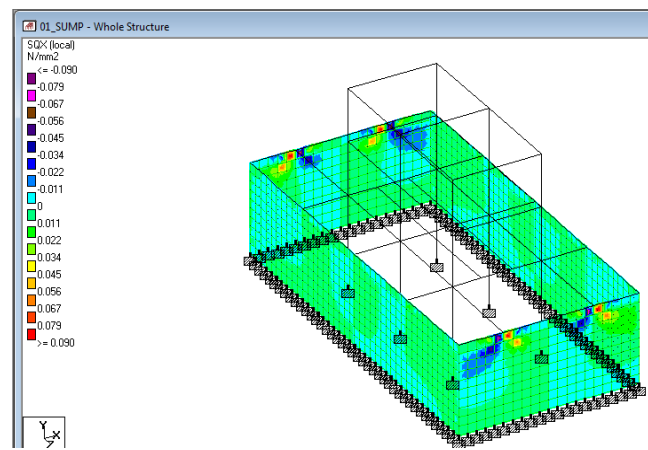 01_SUMP - Whole Structure
SQX (local)
N/mm2
<= -0.090
-0.079
-0.067
-0.056
-0.045
-0.034
-0.022
-0.011
0
0.011
0.022
0.034
0.045
0.056
0.067
0.079
>= 0.090
Y
X
Z